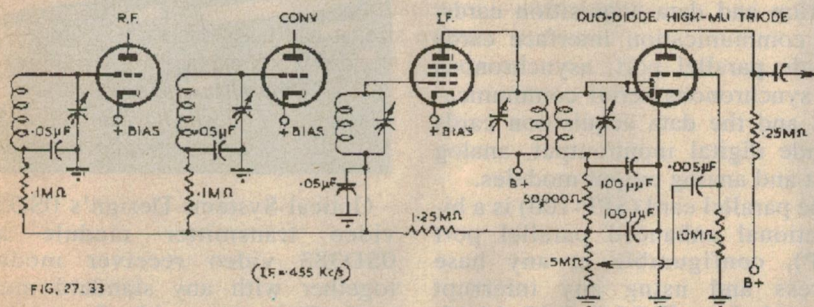 R.F.
CONV.
I.F.
DUO-DIODE HIGH-MU TRIODE
+ BIAS
+ BIAS
+ BIAS
·05µF
·05µF
·05µF
·1MΩ
·1MΩ
B+
50,000Ω
100µµF
100µµF
·25MΩ
·005µF
1·25MΩ
·5MΩ
10MΩ
B+
I.F. = 455 Kc/s
FIG. 27.33